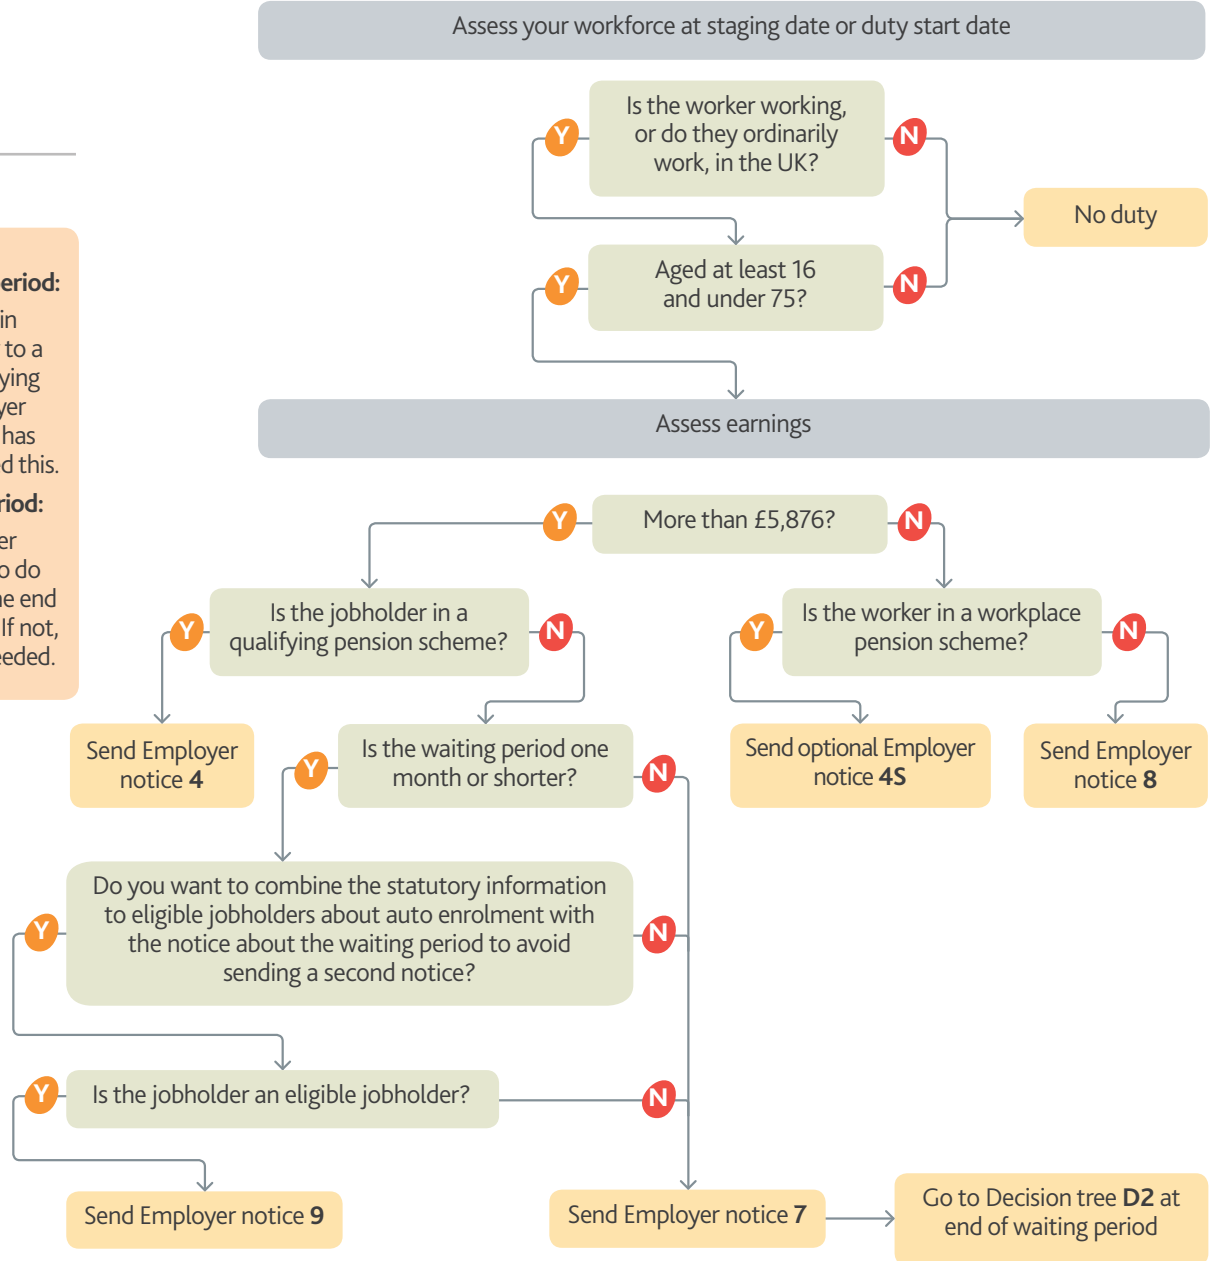 Assess your workforce at staging date or duty start date
Is the worker working,
or do they ordinarily
work, in the UK?
Y
N
No duty
Aged at least 16
and under 75?
Y
N
eriod:
in
to a
ying
yer
has
d this.
riod:
er
o do
ne end
If not,
eeded.
Assess earnings
More than £5,876?
Y
N
Is the jobholder in a
qualifying pension scheme?
Y
N
Is the worker in a workplace
pension scheme?
Y
N
Send Employer
notice 4
Is the waiting period one
month or shorter?
Y
N
Send optional Employer
notice 4S
Send Employer
notice 8
Do you want to combine the statutory information
to eligible jobholders about auto enrolment with
the notice about the waiting period to avoid
sending a second notice?
Y
N
Is the jobholder an eligible jobholder?
Y
N
Send Employer notice 9
Send Employer notice 7
Go to Decision tree D2 at
end of waiting period